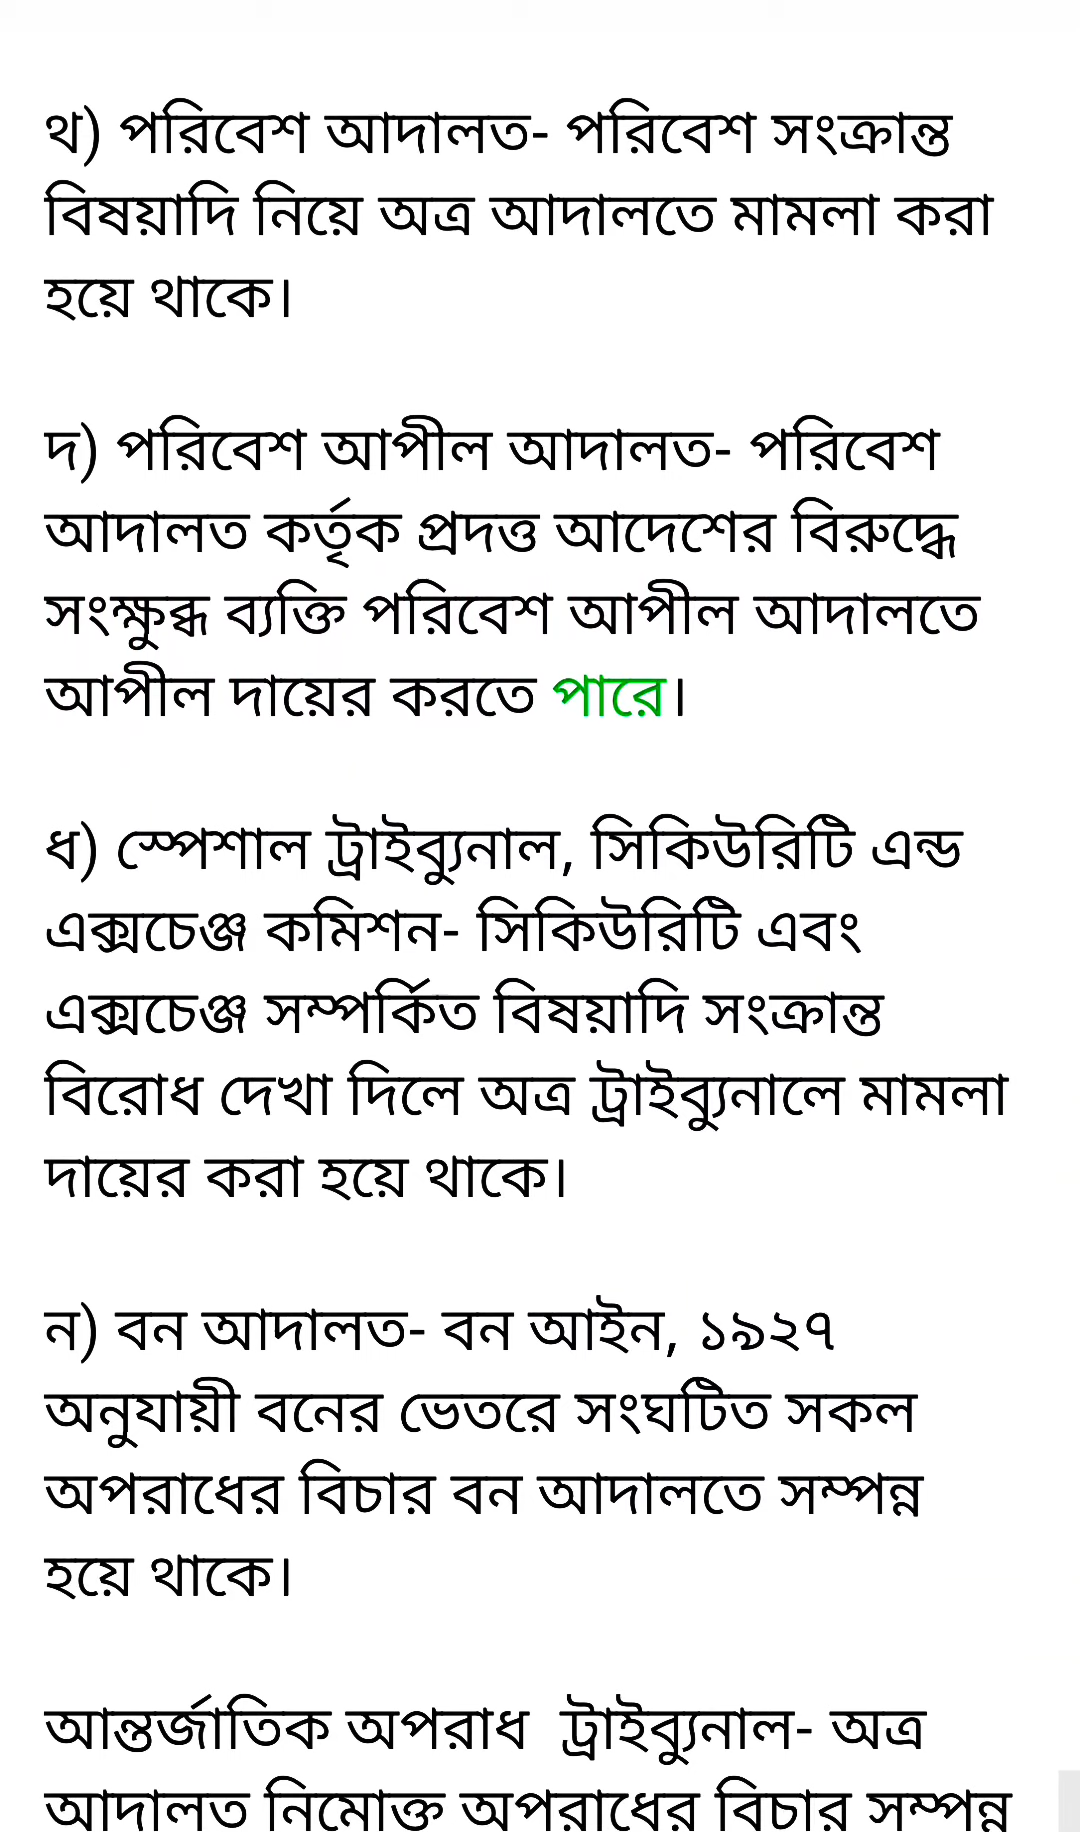 থ) পরিবেশ আদালত- পরিবেশ সংক্রান্ত
বিষয়াদি নিয়ে অত্র আদালতে মামলা করা
হয়ে থাকে।
দ) পরিবেশ আপীল আদালত- পরিবেশ
আদালত কর্তৃক প্রদত্ত আদেশের বিরুদ্ধে
সংক্ষুব্ধ ব্যক্তি পরিবেশ আপীল আদালতে
আপীল দায়ের করতে পারে।
ধ) স্পেশাল ট্রাইব্যুনাল, সিকিউরিটি এন্ড
এক্সচেঞ্জ কমিশন- সিকিউরিটি এবং
এক্সচেঞ্জ সম্পর্কিত বিষয়াদি সংক্রান্ত
বিরোধ দেখা দিলে অত্র ট্রাইব্যুনালে মামলা
দায়ের করা হয়ে থাকে।
ন) বন আদালত- বন আইন, ১৯২৭
অনুযায়ী বনের ভেতরে সংঘটিত সকল
অপরাধের বিচার বন আদালতে সম্পন্ন
হয়ে থাকে।
আন্তর্জাতিক অপরাধ  ট্রাইব্যুনাল- অত্র
আদালত নিমোক্ত অপরাধের বিচার সম্পন্ন